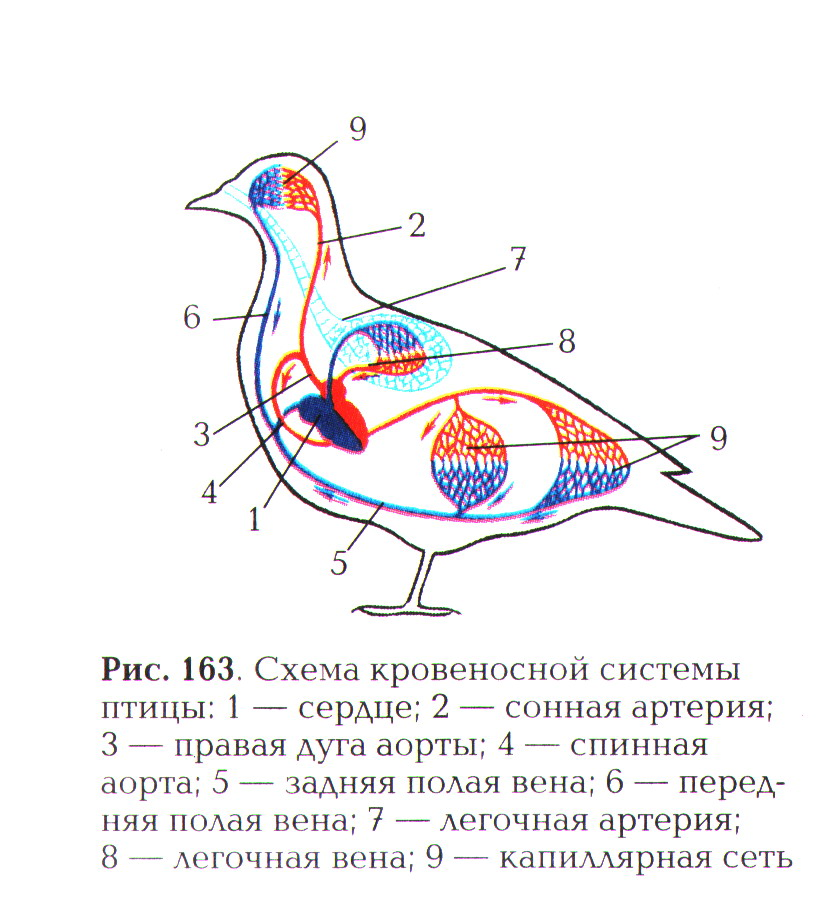 9
2
7
6
8
3
9
4
1
5
Рис. 163. Схема кровеносной системы
птицы: 1 — сердце; 2 — сонная артерия;
3 — правая дуга аорты; 4 — спинная
аорта; 5 — задняя полая вена; 6 — перед-
няя полая вена; 7 — легочная артерия;
8 — легочная вена; 9 — капиллярная сеть